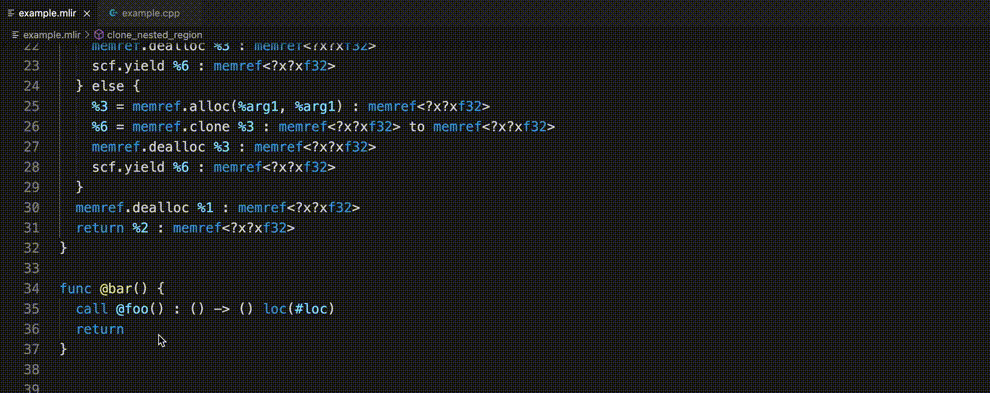 example.mlir × example.cpp
example.mlir > clone_nested_region
22 memref.dealloc %3 : memref<?x?xf32>
23 scf.yield %6 : memref<?x?xf32>
24 } else {
25 %3 = memref.alloc(%arg1, %arg1) : memref<?x?xf32>
26 %6 = memref.clone %3 : memref<?x?xf32> to memref<?x?xf32>
27 memref.dealloc %3 : memref<?x?xf32>
28 scf.yield %6 : memref<?x?xf32>
29 }
30 memref.dealloc %1 : memref<?x?xf32>
31 return %2 : memref<?x?xf32>
32 }
33
34 func @bar() {
35 call @foo() : () -> () loc(#loc)
36 return
37 }
38
39